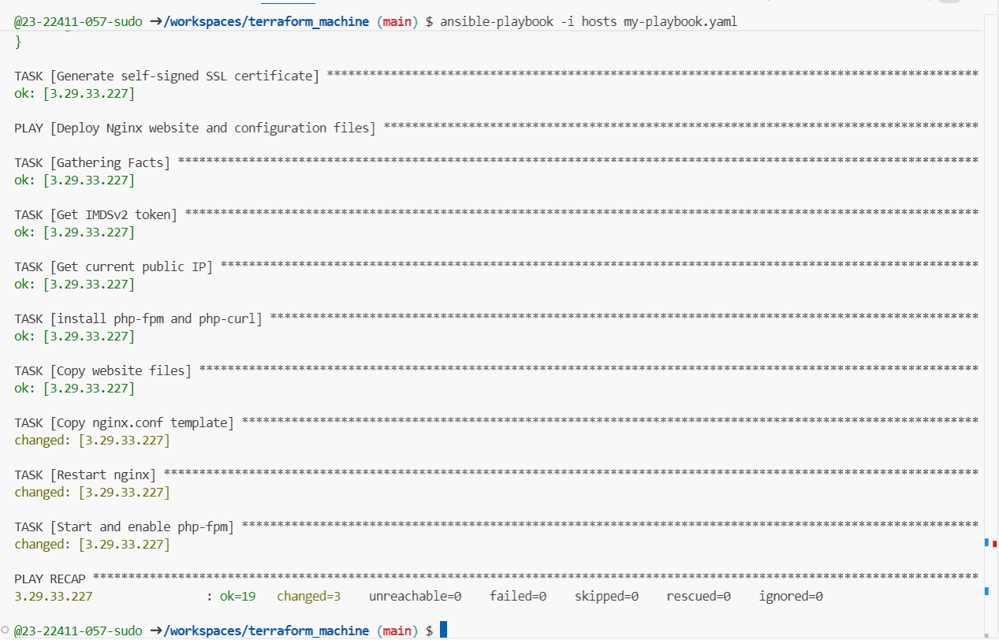 @23-22411-057-sudo ➜/workspaces/terraform_machine (main) $ ansible-playbook -i hosts my-playbook.yaml
}
TASK [Generate self-signed SSL certificate] ********************************************************************************************
ok: [3.29.33.227]
PLAY [Deploy Nginx website and configuration files] ************************************************************************************
TASK [Gathering Facts] *****************************************************************************************************************
ok: [3.29.33.227]
TASK [Get IMDSv2 token] ****************************************************************************************************************
ok: [3.29.33.227]
TASK [Get current public IP] ***********************************************************************************************************
ok: [3.29.33.227]
TASK [install php-fpm and php-curl] ****************************************************************************************************
ok: [3.29.33.227]
TASK [Copy website files] **************************************************************************************************************
ok: [3.29.33.227]
TASK [Copy nginx.conf template] ********************************************************************************************************
changed: [3.29.33.227]
TASK [Restart nginx] *******************************************************************************************************************
changed: [3.29.33.227]
TASK [Start and enable php-fpm] ********************************************************************************************************
changed: [3.29.33.227]
PLAY RECAP *****************************************************************************************************************************
3.29.33.227                : ok=19   changed=3    unreachable=0    failed=0    skipped=0    rescued=0    ignored=0
@23-22411-057-sudo ➜/workspaces/terraform_machine (main) $